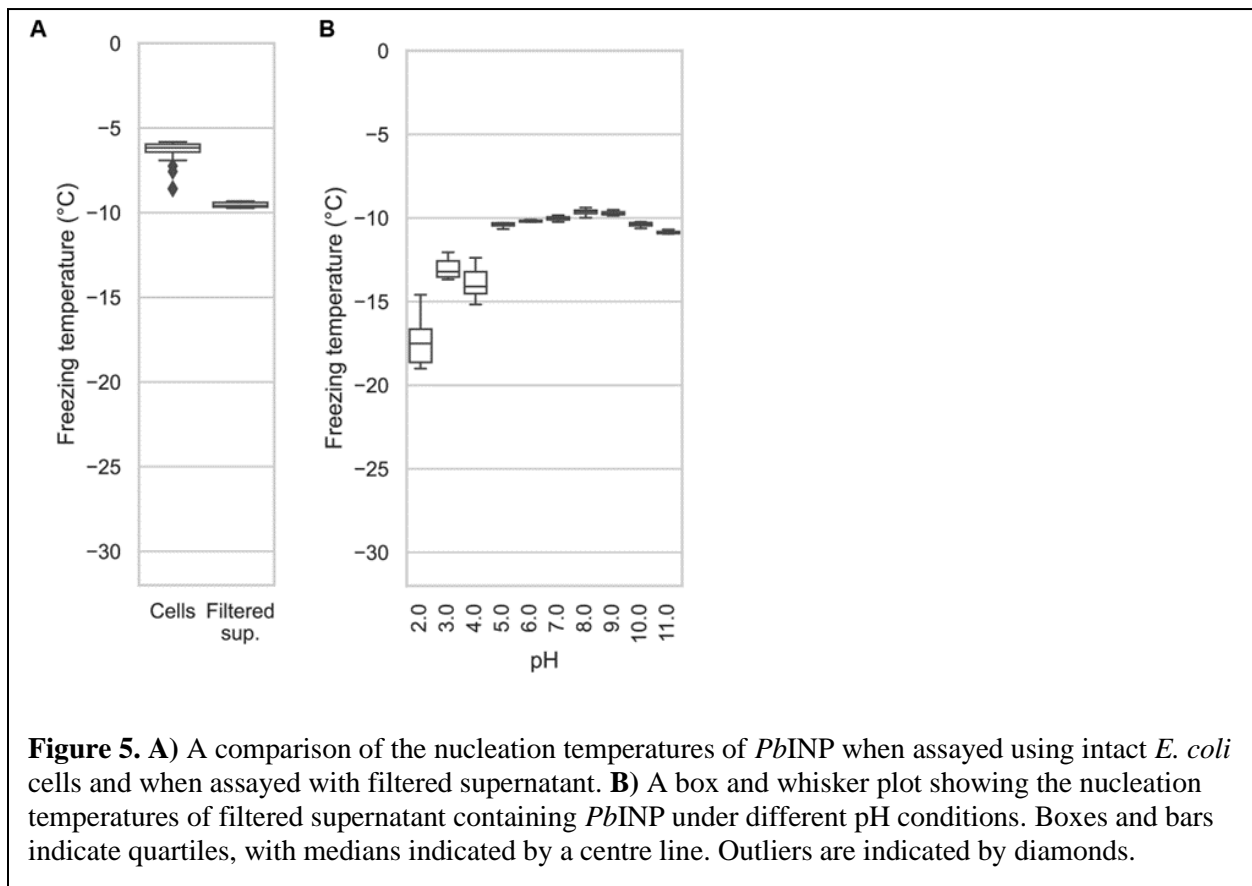 A
B
0
−5
−10
−15
−20
−25
−30
Freezing temperature (°C)
Cells Filtered
sup.
0
−5
−10
−15
−20
−25
−30
Freezing temperature (°C)
2.0
3.0
4.0
5.0
6.0
7.0
8.0
9.0
10.0
11.0
pH
Figure 5. A) A comparison of the nucleation temperatures of PbINP when assayed using intact E. coli
cells and when assayed with filtered supernatant. B) A box and whisker plot showing the nucleation
temperatures of filtered supernatant containing PbINP under different pH conditions. Boxes and bars
indicate quartiles, with medians indicated by a centre line. Outliers are indicated by diamonds.